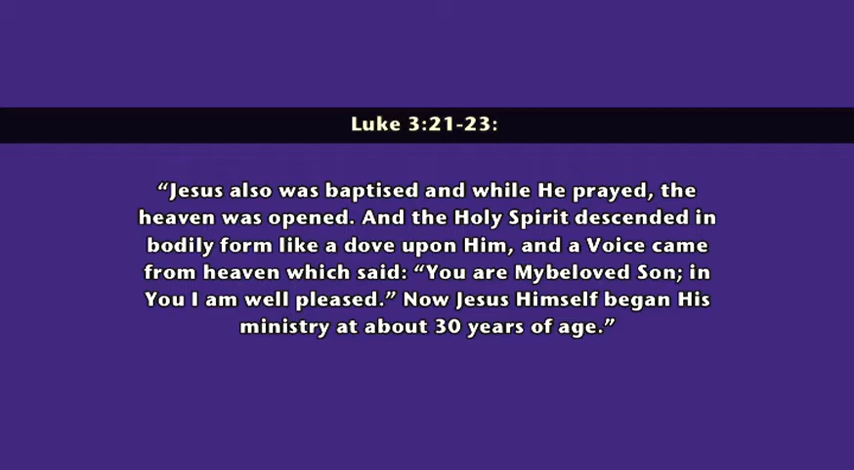 Luke 3:21-23:
“Jesus also was baptised and while He prayed, the
heaven was opened. And the Holy Spirit descended in
bodily form like a dove upon Him, and a Voice came
from heaven which said: “You are Mybeloved Son; in
You I am well pleased.” Now Jesus Himself began His
ministry at about 30 years of age.”